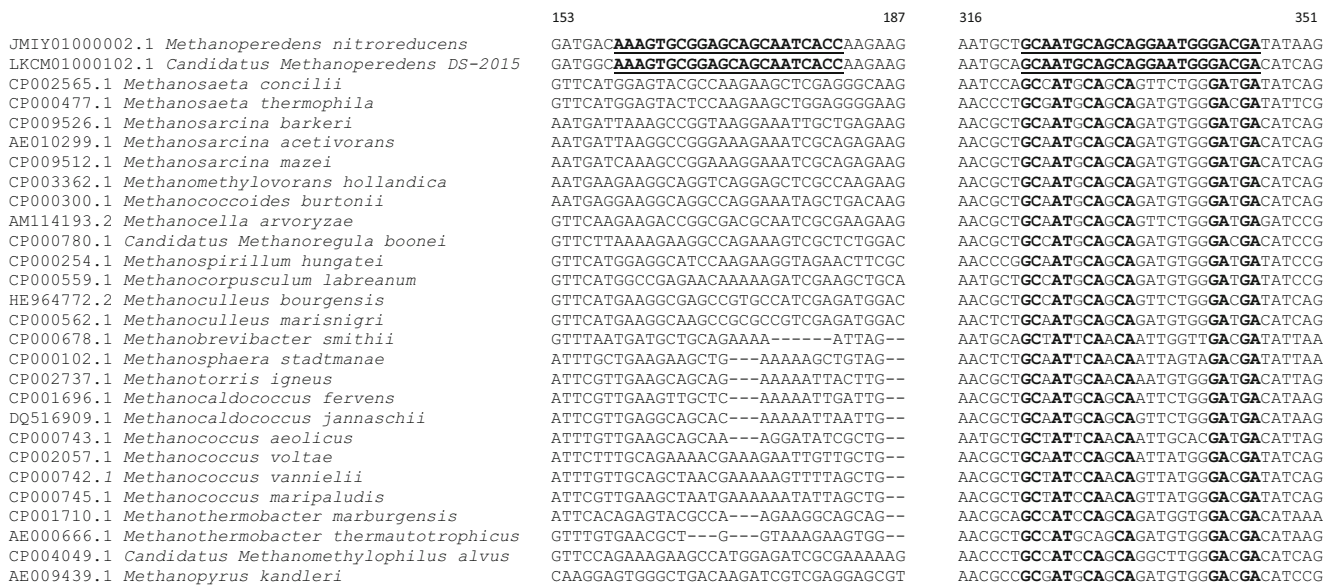 153 187 316 351
JMIY01000002.1 Methanoperedens nitroreducens GATGACAAAGTGCGGAGCAGCAATCACCAAGAAG AATGCTGCAATGCAGCAGGAATGGGACGATATAAG
LKCM01000102.1 Candidatus Methanoperedens DS-2015 GATGGCAAAGTGCGGAGCAGCAATCACCAAGAAG AATGCAGCAATGCAGCAGGAATGGGACGACATCAG
CP002565.1 Methanosaeta concilii GTTCATGGAGTACGCCAAGAAGCTCGAGGGCAAG AATCCAGCCATGCAGCAGTTCTGGGATGATATCAG
CP000477.1 Methanosaeta thermophila GTTCATGGAGTACTCCAAGAAGCTGGAGGGGAAG AACCCTGCGATGCAGCAGATGTGGGACGATATTCG
CP009526.1 Methanosarcina barkeri AATGATTAAAGCCGGTAAGGAAATTGCTGAGAAG AACGCTGCAATGCAGCAGATGTGGGATGACATCAG
AE010299.1 Methanosarcina acetivorans AATGATTAAGGCCGGGAAAGAAATCGCAGAGAAG AACGCTGCAATGCAGCAGATGTGGGATGACATCAG
CP009512.1 Methanosarcina mazei AATGATCAAAGCCGGAAAGGAAATCGCAGAGAAG AACGCTGCAATGCAGCAGATGTGGGATGACATCAG
CP003362.1 Methanomethylovorans hollandica AATGAAGAAGGCAGGTCAGGAGCTCGCCAAGAAG AACGCTGCAATGCAGCAGATGTGGGATGACATCAG
CP000300.1 Methanococcoides burtonii AATGAGGAAGGCAGGCCAGGAAATAGCTGACAAG AACGCTGCAATGCAGCAGATGTGGGATGACATCAG
AM114193.2 Methanocella arvoryzae GTTCAAGAAGACCGGCGACGCAATCGCGAAGAAG AACGCTGCAATGCAGCAGTTCTGGGATGAGATCCG
CP000780.1 Candidatus Methanoregula boonei GTTCTTAAAAGAAGGCCAGAAAGTCGCTCTGGAC AACGCTGCCATGCAGCAGATGTGGGACGACATCCG
CP000254.1 Methanospirillum hungatei GTTCATGGAGGCATCCAAGAAGGTAGAACTTCGC AACCCGGCAATGCAGCAGATGTGGGATGATATCCG
CP000559.1 Methanocorpusculum labreanum GTTCATGGCCGAGAACAAAAAGATCGAAGCTGCA AATGCTGCCATGCAGCAGATGTGGGATGATATCCG
HE964772.2 Methanoculleus bourgensis GTTCATGAAGGCGAGCCGTGCCATCGAGATGGAC AACGCTGCCATGCAGCAGTTCTGGGACGATATCAG
CP000562.1 Methanoculleus marisnigri GTTCATGAAGGCAAGCCGCGCCGTCGAGATGGAC AACTCTGCAATGCAGCAGATGTGGGATGACATCAG
CP000678.1 Methanobrevibacter smithii GTTTAATGATGCTGCAGAAAA------ATTAG-- AATGCAGCTATTCAACAATTGGTTGACGATATTAA
CP000102.1 Methanosphaera stadtmanae ATTTGCTGAAGAAGCTG---AAAAAGCTGTAG-- AACTCTGCAATTCAACAATTAGTAGACGATATTAA
CP002737.1 Methanotorris igneus ATTCGTTGAAGCAGCAG---AAAAATTACTTG-- AACGCTGCAATGCAACAAATGTGGGATGACATTAG
CP001696.1 Methanocaldococcus fervens ATTCGTTGAAGTTGCTC---AAAAATTGATTG-- AACGCTGCAATGCAGCAATTCTGGGATGACATAAG
DQ516909.1 Methanocaldococcus jannaschii ATTCGTTGAGGCAGCAC---AAAAATTAATTG-- AACGCTGCAATGCAGCAGTTCTGGGATGACATAAG
CP000743.1 Methanococcus aeolicus ATTTGTTGAAGCAGCAA---AGGATATCGCTG-- AATGCTGCTATTCAACAATTGCACGATGACATTAG
CP002057.1 Methanococcus voltae ATTCTTTGCAGAAAACGAAAGAATTGTTGCTG-- AACGCTGCAATCCAGCAATTATGGGACGATATCAG
CP000742.1 Methanococcus vannielii ATTTGTTGCAGCTAACGAAAAAGTTTTAGCTG-- AACGCTGCTATCCAACAGTTATGGGACGATATCAG
CP000745.1 Methanococcus maripaludis ATTCGTTGAAGCTAATGAAAAAATATTAGCTG-- AACGCTGCTATCCAACAGTTATGGGACGATATCAG
CP001710.1 Methanothermobacter marburgensis ATTCACAGAGTACGCCA---AGAAGGCAGCAG-- AACGCAGCCATCCAGCAGATGGTGGACGACATAAA
AE000666.1 Methanothermobacter thermautotrophicus GTTTGTGAACGCT---G---GTAAAGAAGTGG-- AACGCTGCCATGCAGCAGATGTGGGACGATATAAG
CP004049.1 Candidatus Methanomethylophilus alvus GTTCCAGAAAGAAGCCATGGAGATCGCGAAAAAG AACCCTGCCATCCAGCAGGCTTGGGACGACATCAG
AE009439.1 Methanopyrus kandleri CAAGGAGTGGGCTGACAAGATCGTCGAGGAGCGT AACGCCGCGATGCAGCAGATGTGGGACGACATCCG